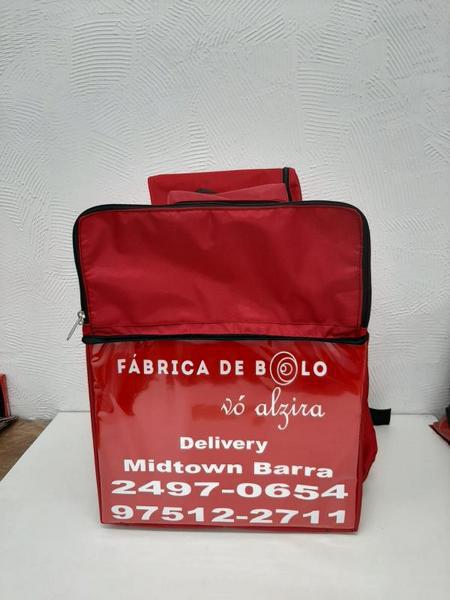 FÁBRICA DE BOLO
vó alzira
Delivery
Midtown Barra
2497-0654
97512-2711